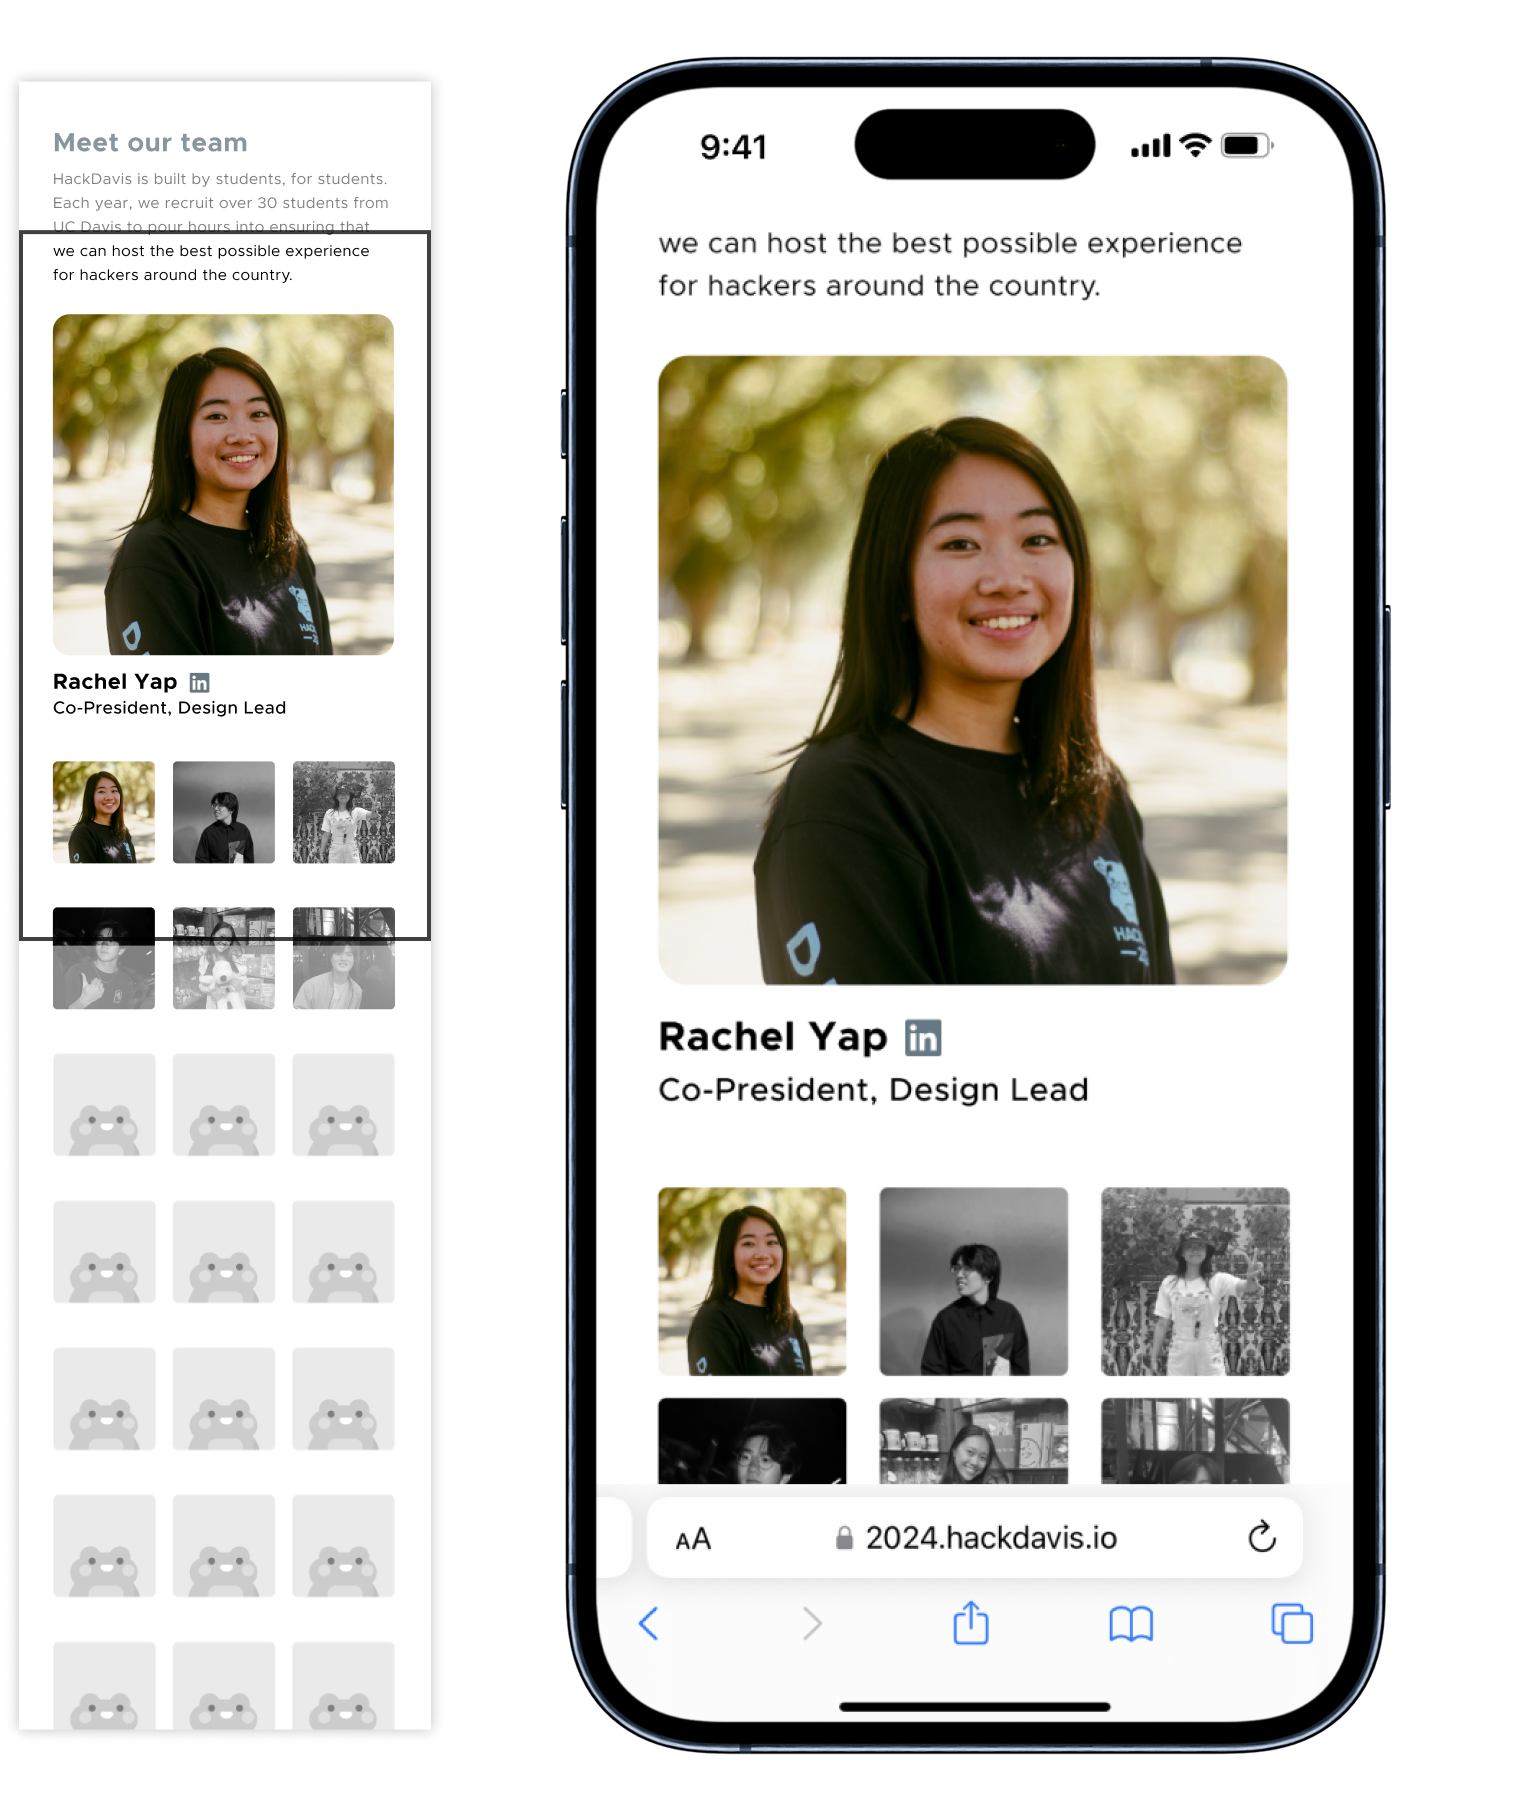 Meet our team
HackDavis is built by students, for students.
Each year, we recruit over 30 students from
UC Davis to pour hours into ensuring that
we can host the best possible experience
for hackers around the country.
Rachel Yap in
Co-President, Design Lead
9:41
we can host the best possible experience
for hackers around the country.
Rachel Yap in
Co-President, Design Lead
AA 2024.hackdavis.io